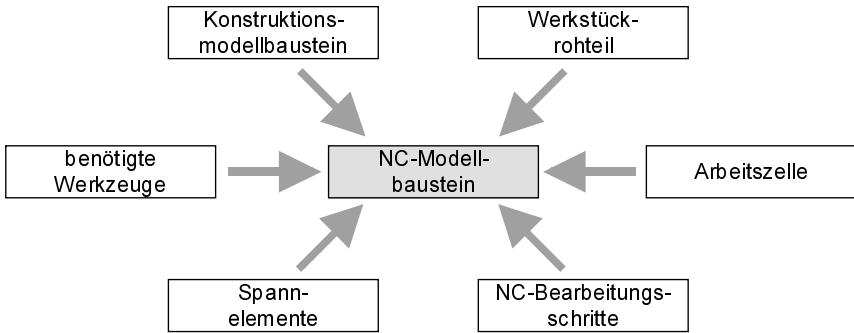 Konstruktions-
modellbaustein
Werkstück-
rohteil
benötigte
Werkzeuge
NC-Modell-
baustein
Arbeitszelle
Spann-
elemente
NC-Bearbeitungs-
schritte